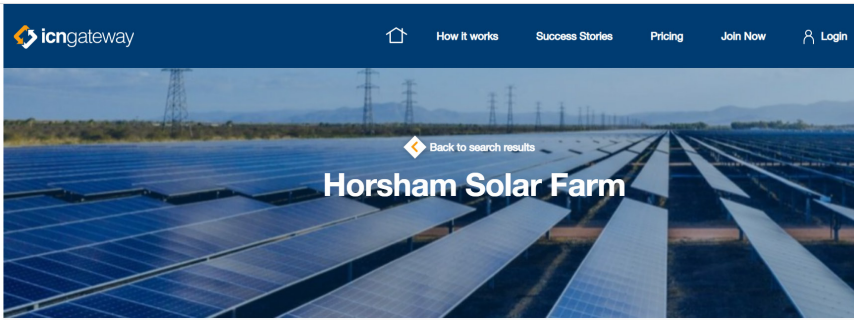 icngateway
How it works
Success Stories
Pricing
Join Now
Login
Back to search results
Horsham Solar Farm